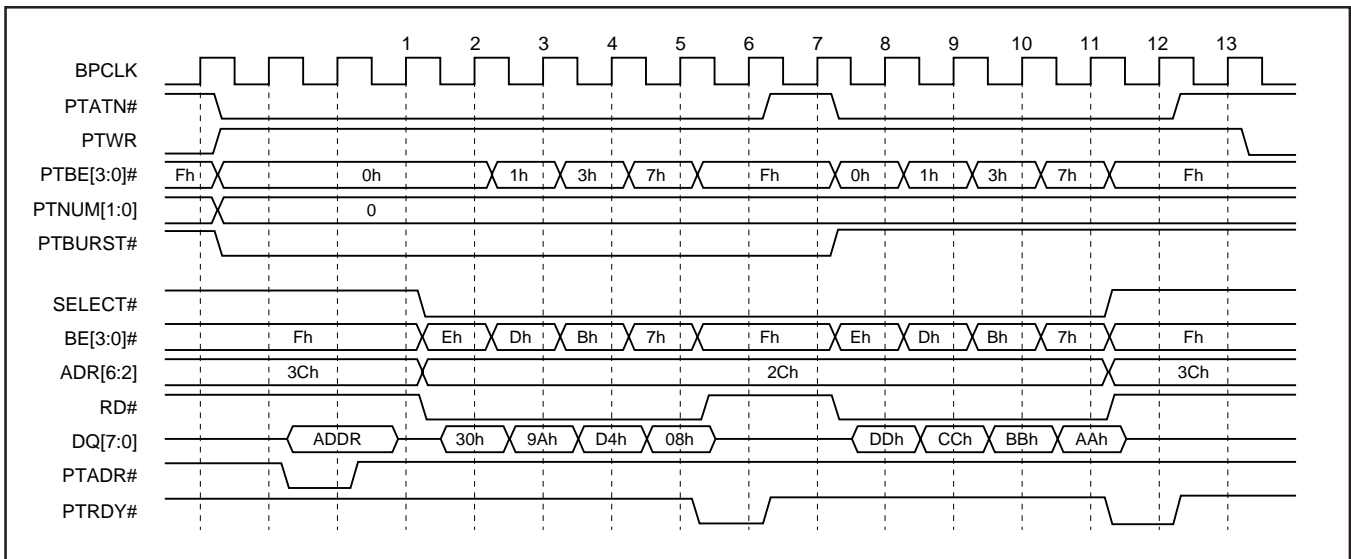 1 2 3 4 5 6 7 8 9 10 11 12 13
BPCLK
PTATN#
PTWR
PTBE[3:0]# Fh 0h 1h 3h 7h Fh 0h 1h 3h 7h Fh
PTNUM[1:0] 0
PTBURST#
SELECT#
BE[3:0]# Fh Eh Dh Bh 7h Fh Eh Dh Bh 7h Fh
ADR[6:2] 3Ch 2Ch 3Ch
RD#
DQ[7:0] ADDR 30h 9Ah D4h 08h DDh CCh BBh AAh
PTADR#
PTRDY#